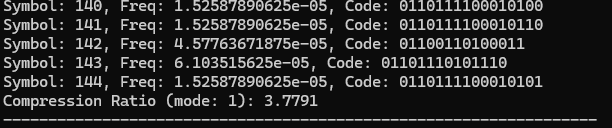 Symbol: 140, Freq: 1.52587890625e-05, Code: 0110111100010100
Symbol: 141, Freq: 1.52587890625e-05, Code: 0110111100010110
Symbol: 142, Freq: 4.57763671875e-05, Code: 01100110100011
Symbol: 143, Freq: 6.103515625e-05, Code: 01101110101110
Symbol: 144, Freq: 1.52587890625e-05, Code: 0110111100010101
Compression Ratio (mode: 1): 3.7791
------------------------------------------------------------------